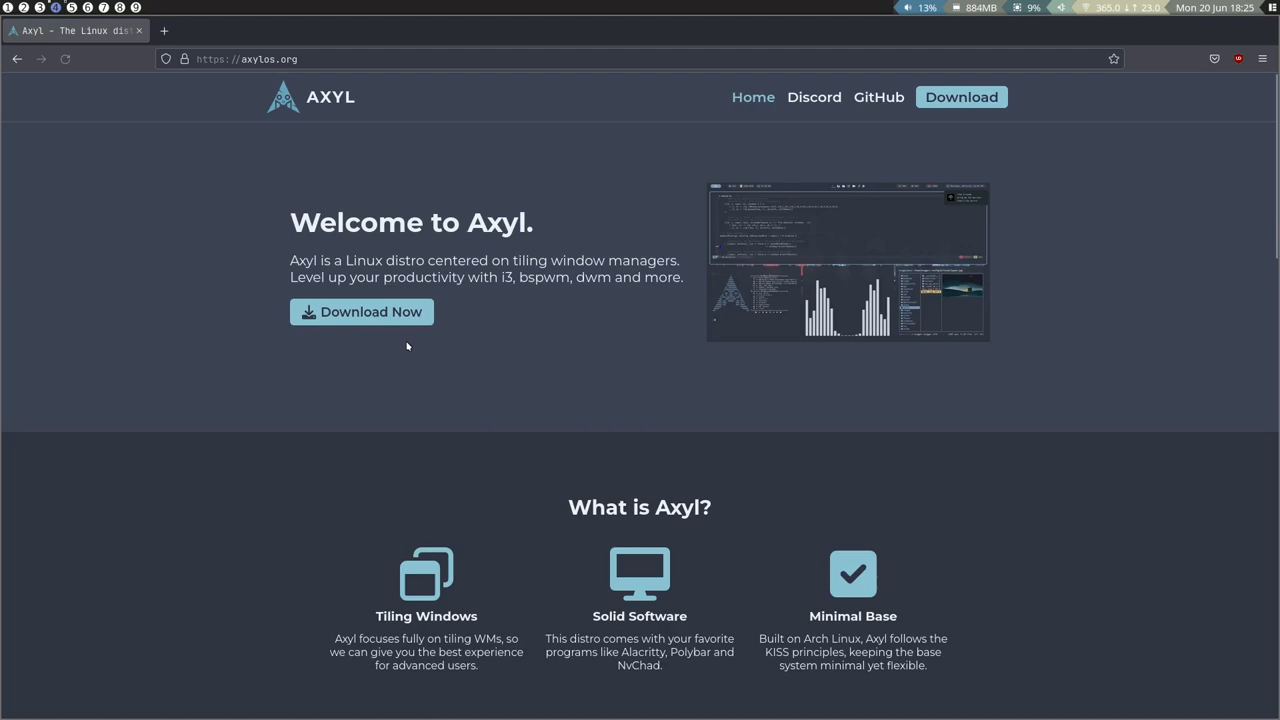 1 2 3 4 5 6 7 8 9
13% 884MB 9% 365.0 ↓↑ 23.0 Mon 20 Jun 18:25
Axyl - The Linux dist
https://axylos.org
AXYL
Home Discord GitHub Download
Welcome to Axyl.
Axyl is a Linux distro centered on tiling window managers.
Level up your productivity with i3, bspwm, dwm and more.
Download Now
What is Axyl?
Tiling Windows
Axyl focuses fully on tiling WMs, so
we can give you the best experience
for advanced users.
Solid Software
This distro comes with your favorite
programs like Alacritty, Polybar and
NvChad.
Minimal Base
Built on Arch Linux, Axyl follows the
KISS principles, keeping the base
system minimal yet flexible.